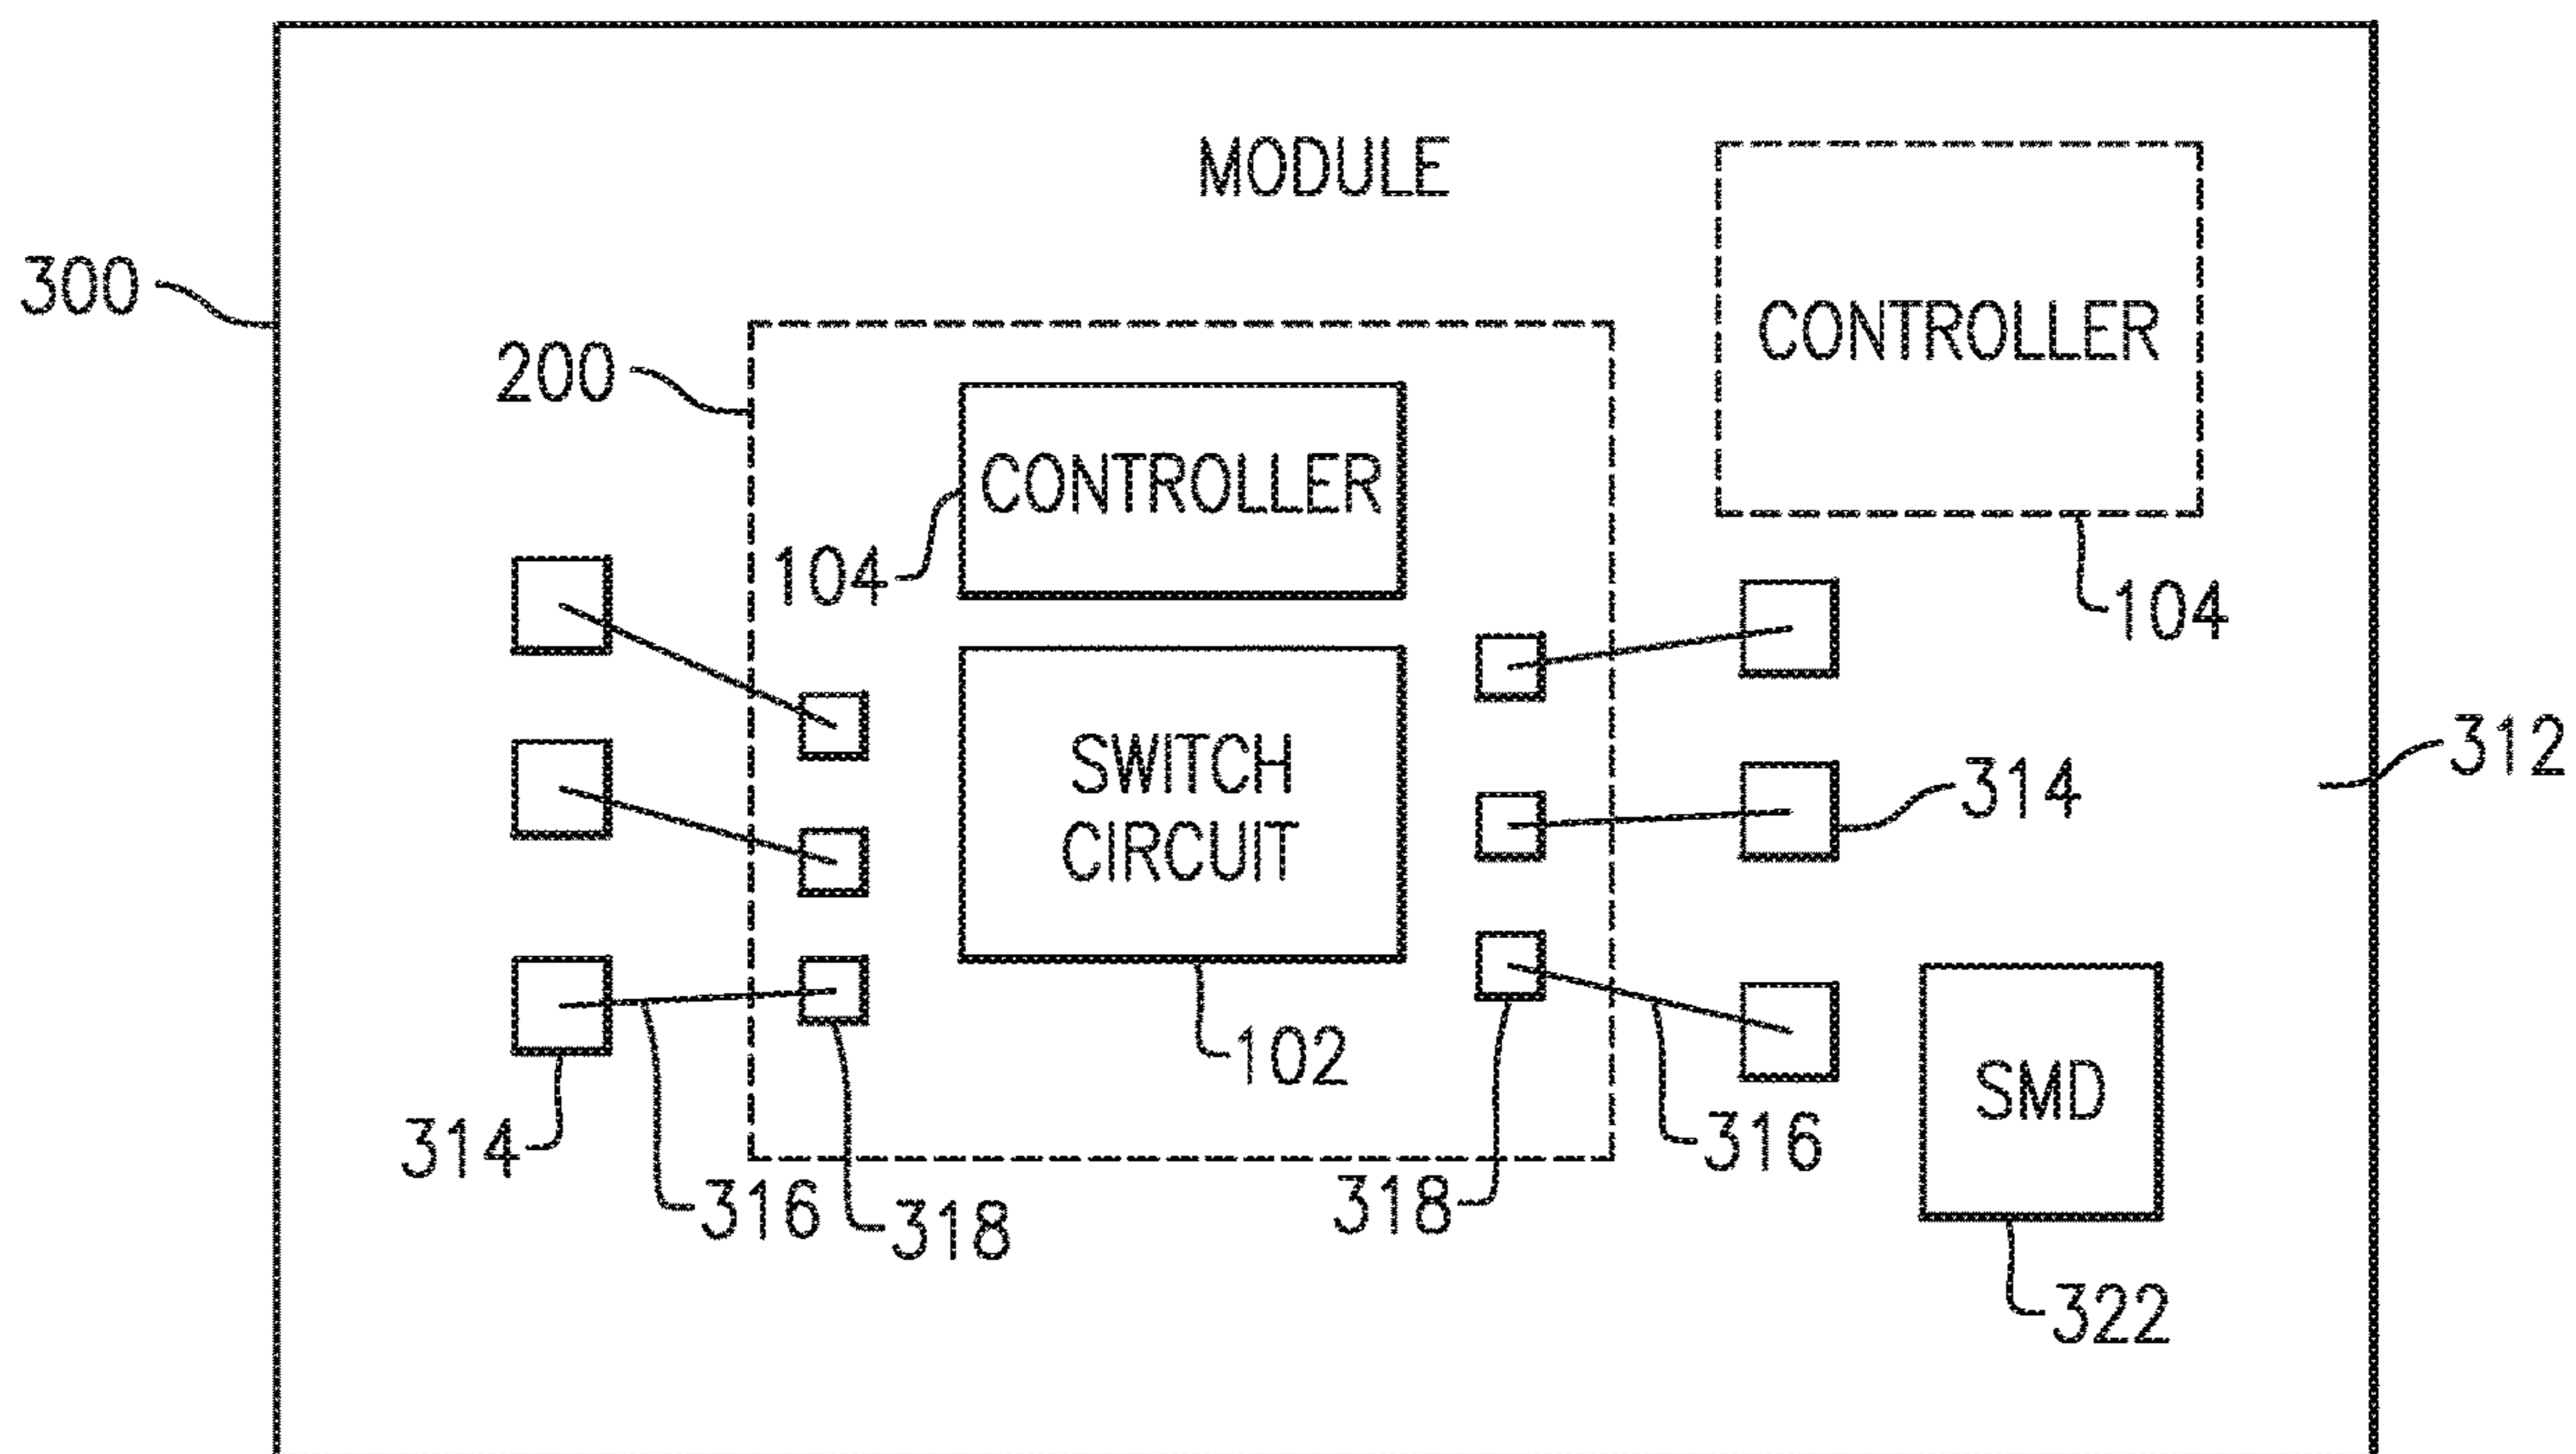 MODULE
300
CONTROLLER
200
CONTROLLER
104
104
SWITCH
CIRCUIT
312
314
102
314
316
318
318
316
SMD
322